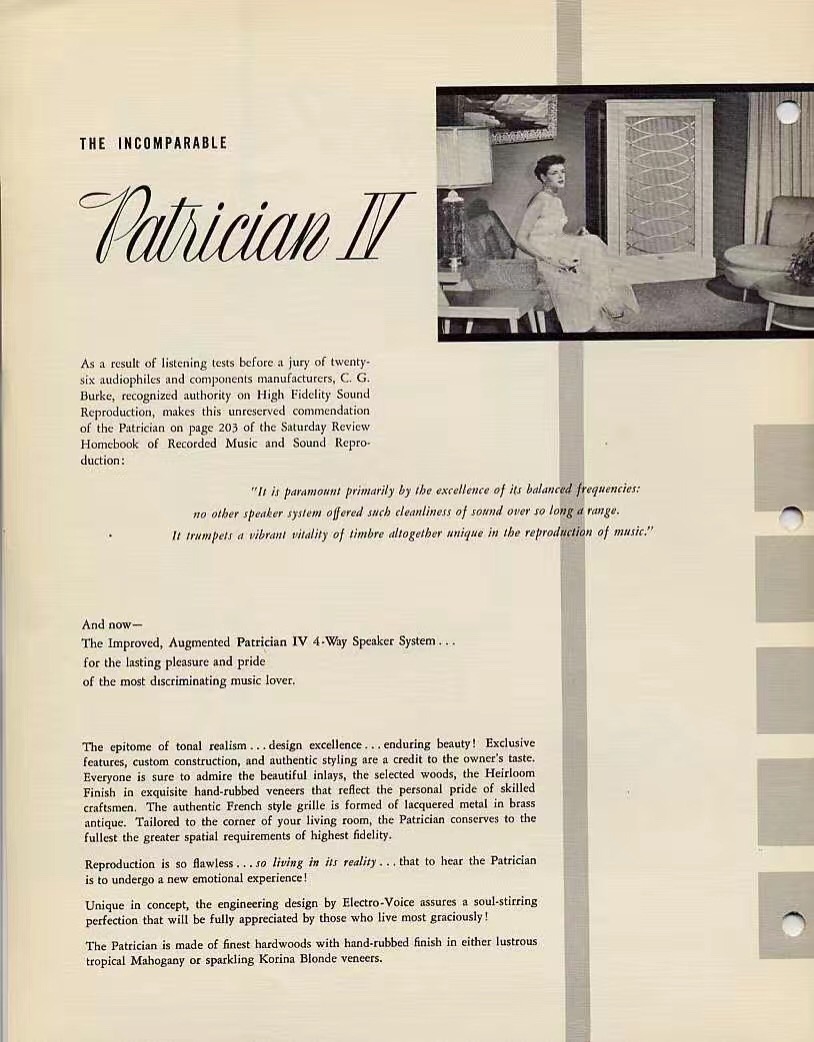 THE INCOMPARABLE
Patrician IV
As a result of listening tests before a jury of twenty-
six audiophiles and components manufacturers, C. G.
Burke, recognized authority on High Fidelity Sound
Reproduction, makes this unreserved commendation
of the Patrician on page 203 of the Saturday Review
Homebook of Recorded Music and Sound Repro-
duction:
"It is paramount primarily by the excellence of its balanced frequencies:
no other speaker system offered such cleanliness of sound over so long a range.
It trumpets a vibrant vitality of timbre altogether unique in the reproduction of music."
And now—
The Improved, Augmented Patrician IV 4-Way Speaker System . . .
for the lasting pleasure and pride
of the most discriminating music lover.
The epitome of tonal realism . . . design excellence . . . enduring beauty! Exclusive
features, custom construction, and authentic styling are a credit to the owner's taste.
Everyone is sure to admire the beautiful inlays, the selected woods, the Heirloom
Finish in exquisite hand-rubbed veneers that reflect the personal pride of skilled
craftsmen. The authentic French style grille is formed of lacquered metal in brass
antique. Tailored to the corner of your living room, the Patrician conserves to the
fullest the greater spatial requirements of highest fidelity.
Reproduction is so flawless . . . so living in its reality . . . that to hear the Patrician
is to undergo a new emotional experience!
Unique in concept, the engineering design by Electro-Voice assures a soul-stirring
perfection that will be fully appreciated by those who live most graciously!
The Patrician is made of finest hardwoods with hand-rubbed finish in either lustrous
tropical Mahogany or sparkling Korina Blonde veneers.